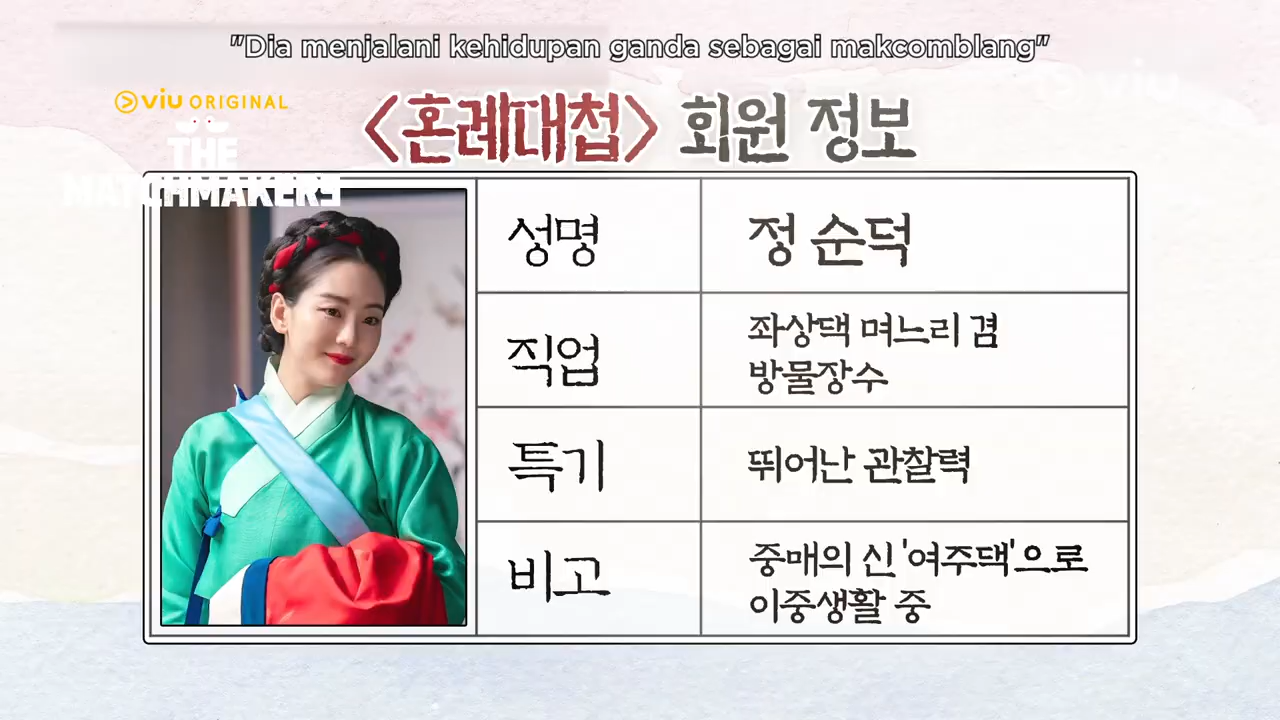 "Dia menjalani kehidupan ganda sebagai makcomblang"
viu ORIGINAL
viu
THE
MATCHMAKERS
<혼례대첩> 회원 정보
성명 정 순덕
직업 좌상댁 며느리 겸
방물장수
특기 뛰어난 관찰력
비고 중매의 신 '여주댁'으로
이중생활 중